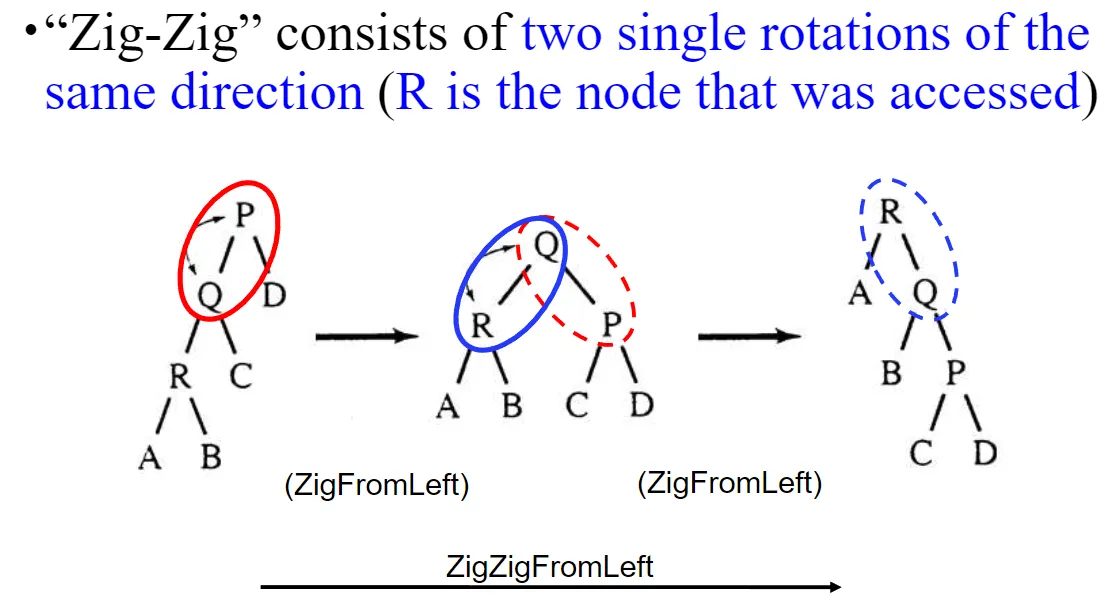 •“Zig-Zig” consists of two single rotations of the
same direction (R is the node that was accessed)
P
Q D
R C
A B
Q
R P
A B C D
R
A Q
B P
C D
(ZigFromLeft) (ZigFromLeft)
ZigZigFromLeft